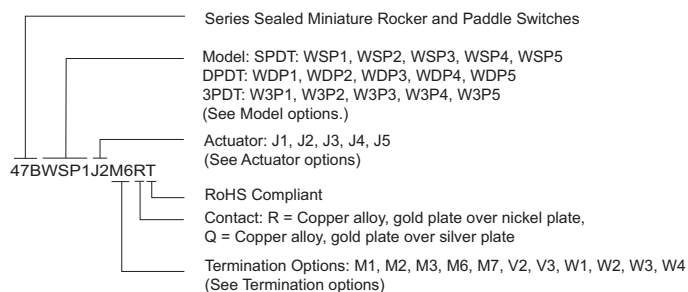 Series Sealed Miniature Rocker and Paddle Switches
Model: SPDT: WSP1, WSP2, WSP3, WSP4, WSP5
DPDT: WDP1, WDP2, WDP3, WDP4, WDP5
3PDT: W3P1, W3P2, W3P3, W3P4, W3P5
(See Model options.)
Actuator: J1, J2, J3, J4, J5
(See Actuator options)
47BWSP1J2M6RT
RoHS Compliant
Contact: R = Copper alloy, gold plate over nickel plate,
Q = Copper alloy, gold plate over silver plate
Termination Options: M1, M2, M3, M6, M7, V2, V3, W1, W2, W3, W4
(See Termination options)